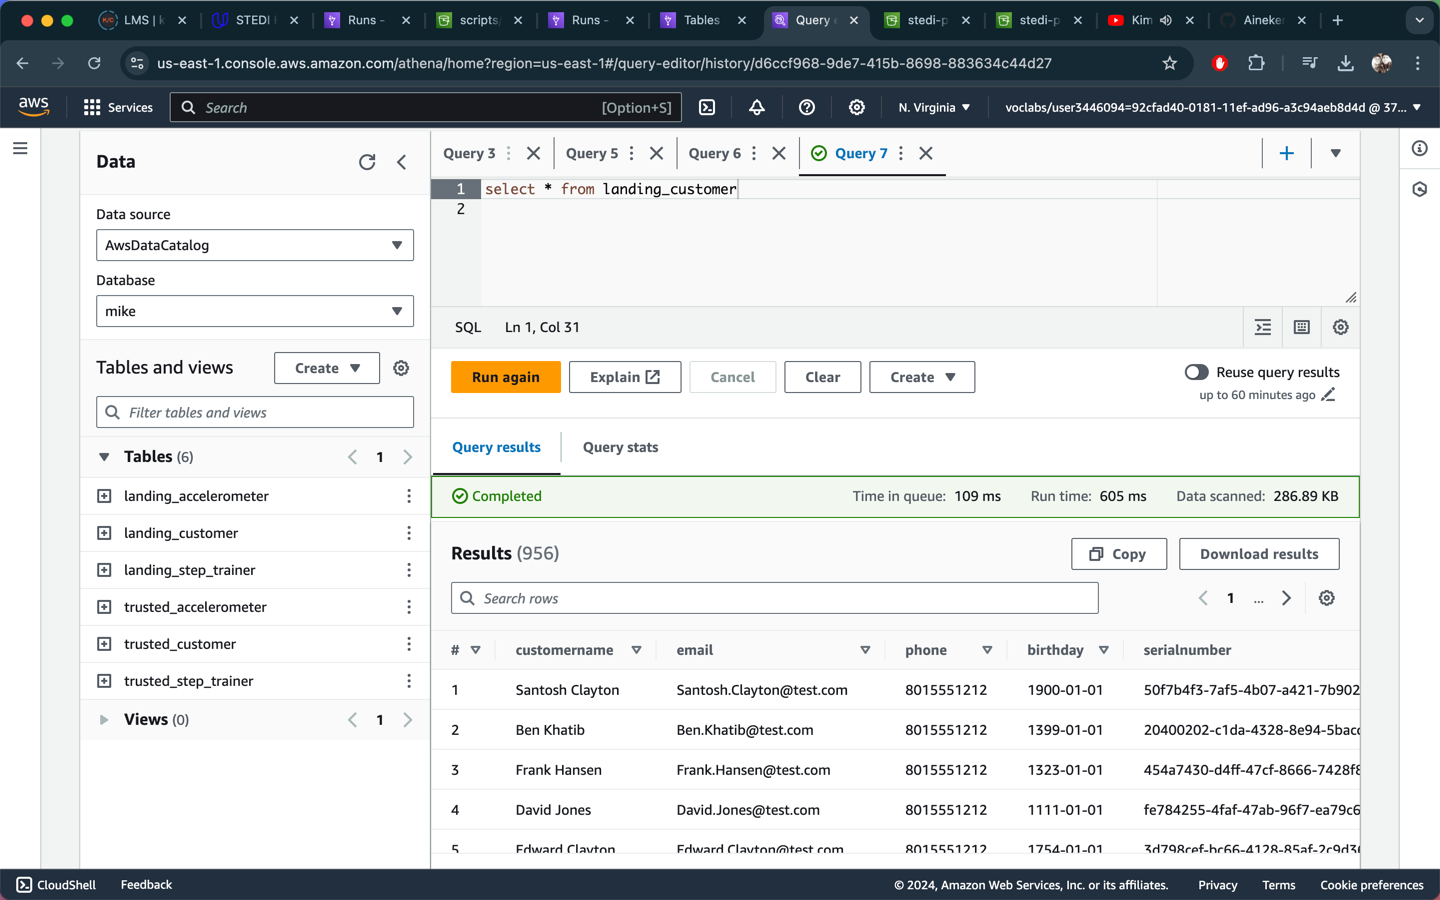 LMS | k
STEDI
Runs -
scripts/
Runs -
Tables
Query
stedi-p
stedi-p
Kim
Aineker
us-east-1.console.aws.amazon.com/athena/home?region=us-east-1#/query-editor/history/d6ccf968-9de7-415b-8698-883634c44d27
aws
Services
Search
[Option+S]
N. Virginia
voclabs/user3446094=92cfad40-0181-11ef-ad96-a3c94aeb8d4d @ 37...
Data
Data source
AwsDataCatalog
Database
mike
Tables and views
Create
Filter tables and views
Tables (6)
1
landing_accelerometer
landing_customer
landing_step_trainer
trusted_accelerometer
trusted_customer
trusted_step_trainer
Views (0)
1
Query 3
Query 5
Query 6
Query 7
1 select * from landing_customer
2
SQL Ln 1, Col 31
Run again
Explain
Cancel
Clear
Create
Reuse query results
up to 60 minutes ago
Query results
Query stats
Completed
Time in queue: 109 ms
Run time: 605 ms
Data scanned: 286.89 KB
Results (956)
Copy
Download results
Search rows
1 ...
# customername email phone birthday serialnumber
1 Santosh Clayton Santosh.Clayton@test.com 8015551212 1900-01-01 50f7b4f3-7af5-4b07-a421-7b902
2 Ben Khatib Ben.Khatib@test.com 8015551212 1399-01-01 20400202-c1da-4328-8e94-5bacc
3 Frank Hansen Frank.Hansen@test.com 8015551212 1323-01-01 454a7430-d4ff-47cf-8666-7428f8
4 David Jones David.Jones@test.com 8015551212 1111-01-01 fe784255-4faf-47ab-96f7-ea79c6
5 Edward Clayton Edward.Clayton@test.com 8015551212 1754-01-01 3d798cef-bc66-4128-85af-2c9d36
CloudShell
Feedback
© 2024, Amazon Web Services, Inc. or its affiliates.
Privacy
Terms
Cookie preferences